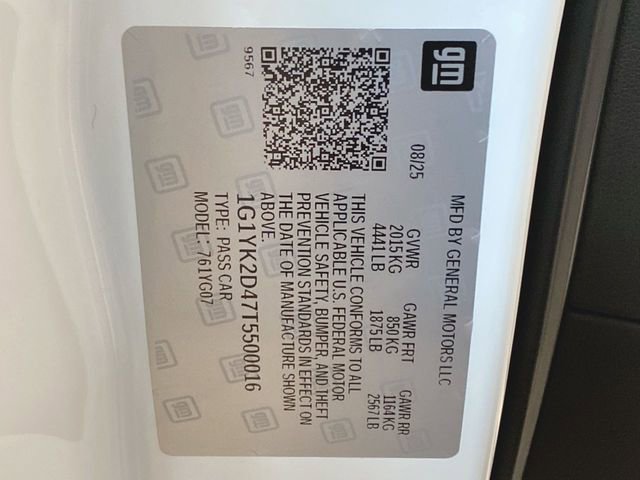 gm
MFD BY GENERAL MOTORS LLC
08/25
GVWR GAWR FRT GAWR RR
2015KG 850KG 1164KG
4441LB 1875LB 2567LB
THIS VEHICLE CONFORMS TO ALL
APPLICABLE U.S. FEDERAL MOTOR
VEHICLE SAFETY, BUMPER, AND THEFT
PREVENTION STANDARDS IN EFFECT ON
THE DATE OF MANUFACTURE SHOWN
ABOVE.
1G1YK2D47T5500016
TYPE: PASS CAR
MODEL: 761YG07
9567